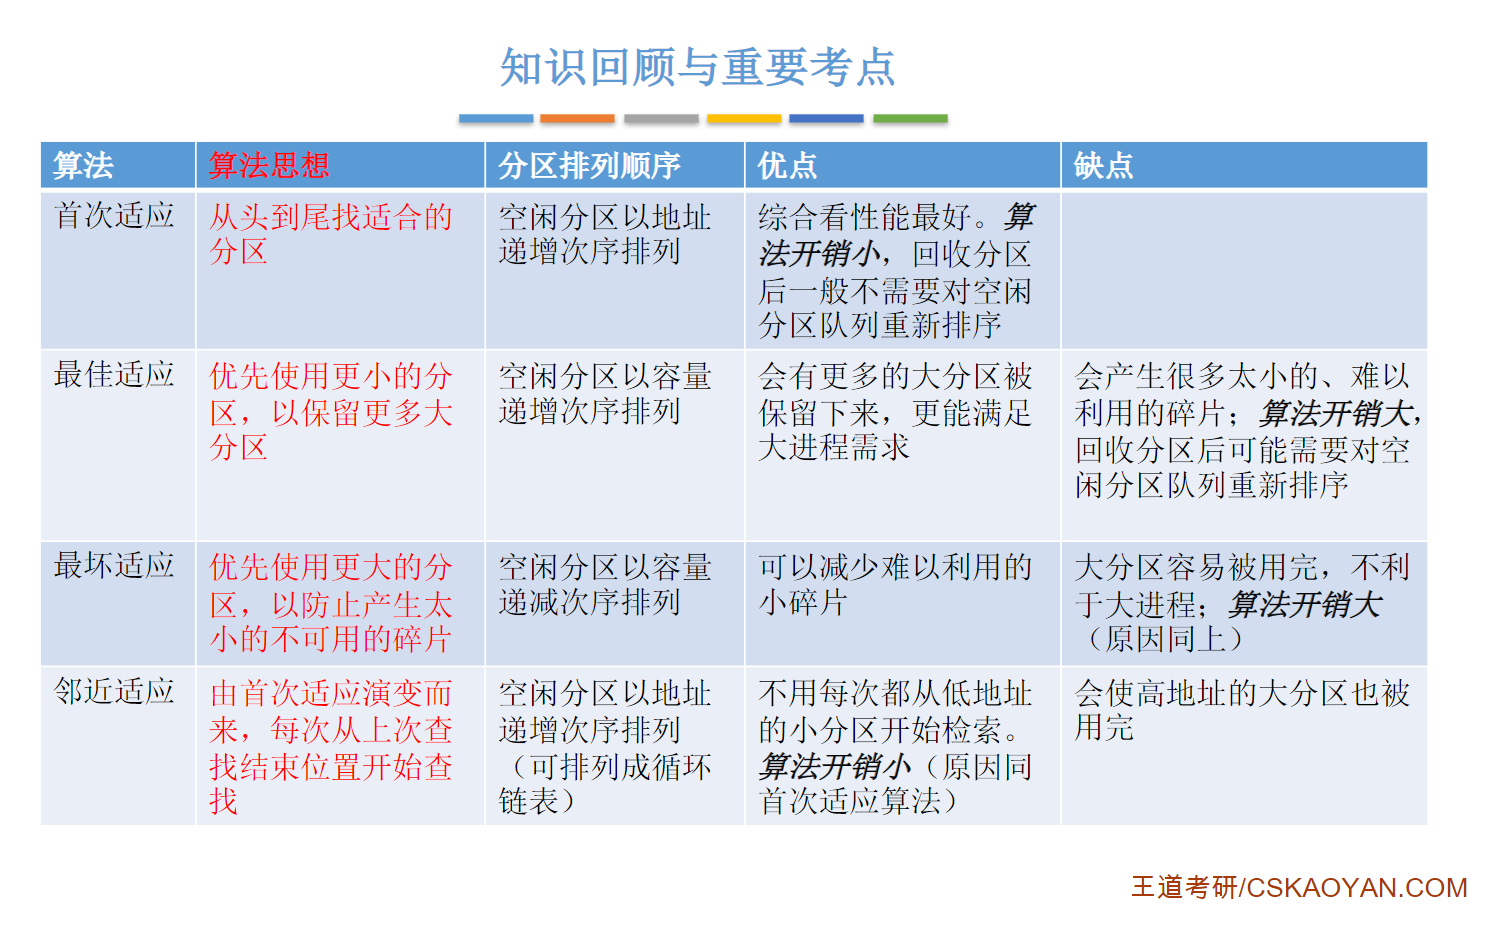 知识回顾与重要考点
算法
算法思想
分区排列顺序
优点
缺点
首次适应
从头到尾找适合的
分区
空闲分区以地址
递增次序排列
综合看性能最好。算
法开销小，回收分区
后一般不需要对空闲
分区队列重新排序
最佳适应
优先使用更小的分
区，以保留更多大
分区
空闲分区以容量
递增次序排列
会有更多的大分区被
保留下来，更能满足
大进程需求
会产生很多太小的、难以
利用的碎片；算法开销大，
回收分区后可能需要对空
闲分区队列重新排序
最坏适应
优先使用更大的分
区，以防止产生太
小的不可用的碎片
空闲分区以容量
递减次序排列
可以减少难以利用的
小碎片
大分区容易被用完，不利
于大进程；算法开销大
（原因同上）
邻近适应
由首次适应演变而
来，每次从上次查
找结束位置开始查
找
空闲分区以地址
递增次序排列
（可排列成循环
链表）
不用每次都从低地址
的小分区开始检索。
算法开销小（原因同
首次适应算法）
会使高地址的大分区也被
用完
王道考研/CSKAOYAN.COM